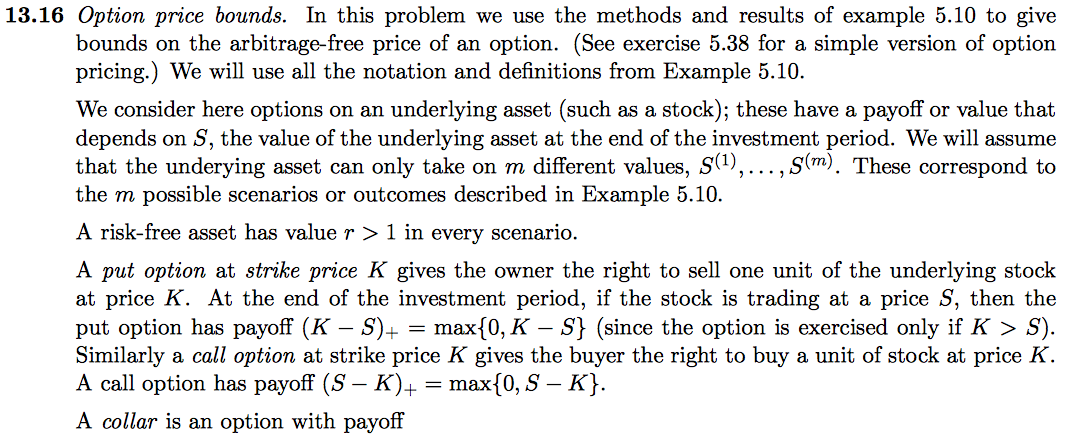 13.16 Option price bounds. In this problem we use the methods and results of example 5.10 to give
bounds on the arbitrage-free price of an option. (See exercise 5.38 for a simple version of option
pricing.) We will use all the notation and definitions from Example 5.10.
We consider here options on an underlying asset (such as a stock); these have a payoff or value that
depends on S, the value of the underlying asset at the end of the investment period. We will assume
that the underying asset can only take on m different values, S^(1), . . . , S^(m). These correspond to
the m possible scenarios or outcomes described in Example 5.10.
A risk-free asset has value r > 1 in every scenario.
A put option at strike price K gives the owner the right to sell one unit of the underlying stock
at price K. At the end of the investment period, if the stock is trading at a price S, then the
put option has payoff (K − S)₊ = max{0, K − S} (since the option is exercised only if K > S).
Similarly a call option at strike price K gives the buyer the right to buy a unit of stock at price K.
A call option has payoff (S − K)₊ = max{0, S − K}.
A collar is an option with payoff